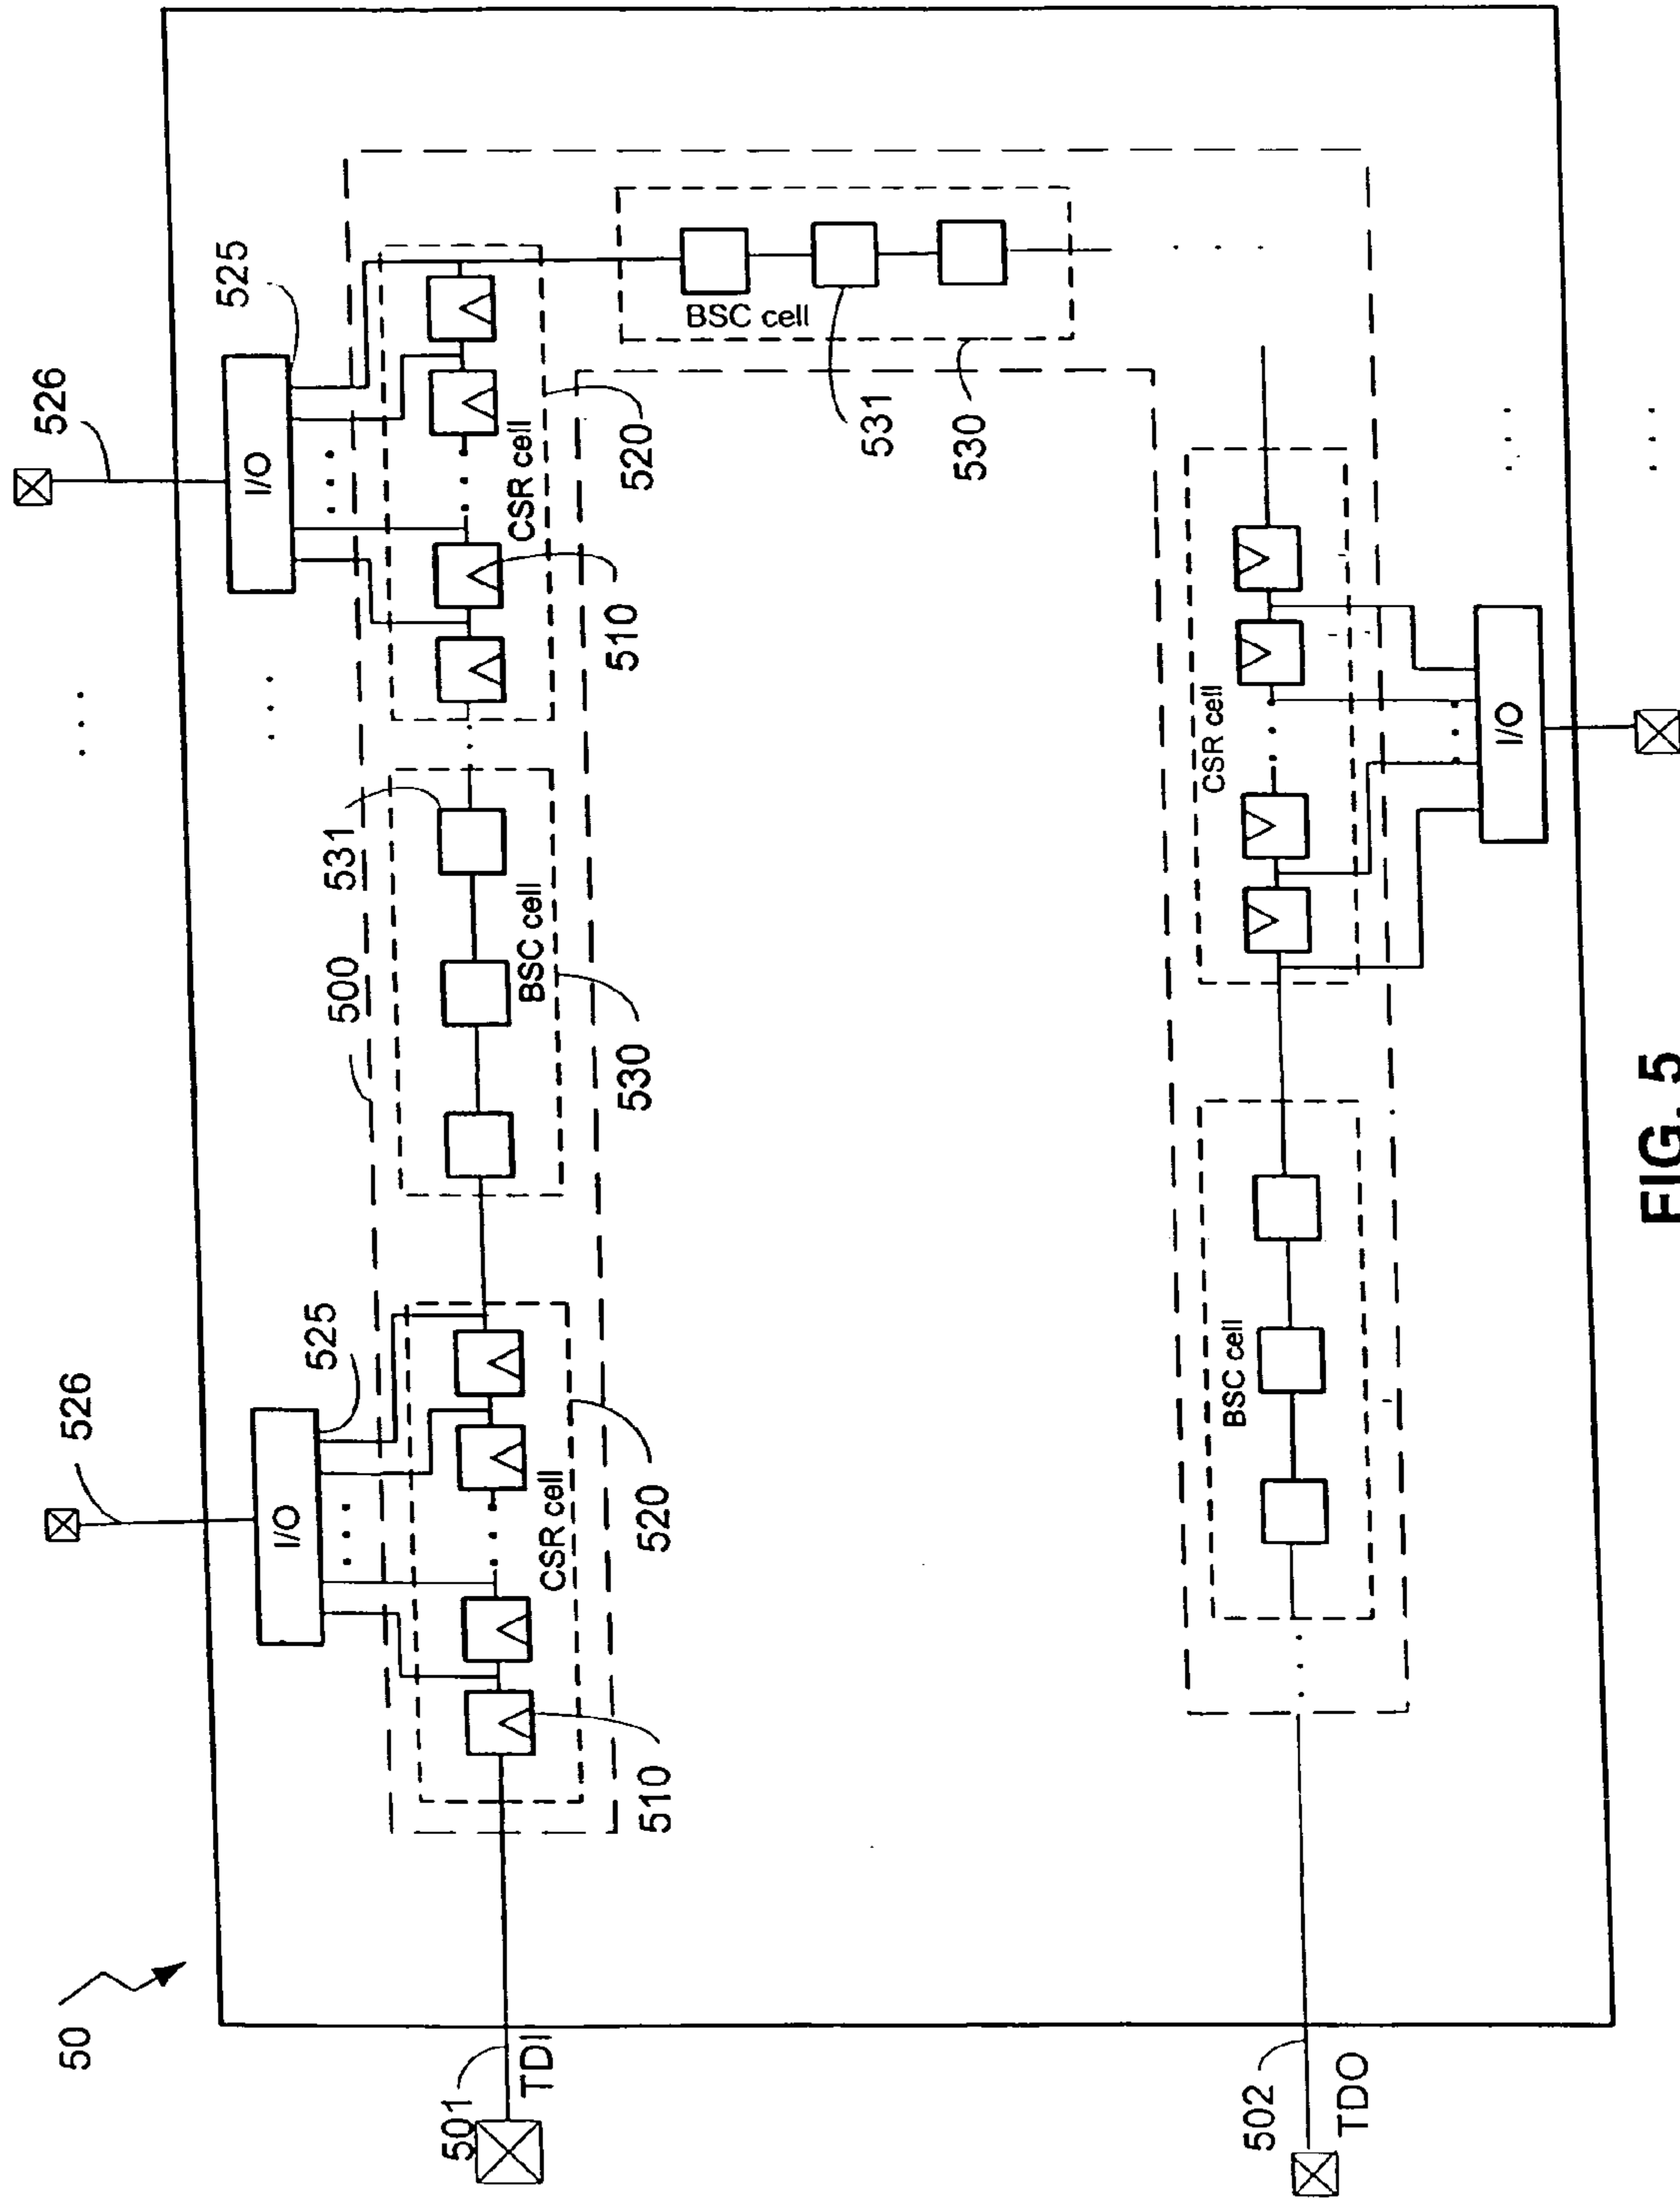 50
526
526
I/O
525
I/O
525
500
531
CSR cell
BSC cell
CSR cell
510
520
530
510
520
BSC cell
531
530
501
TDI
502
TDO
BSC cell
CSR cell
I/O
FIG. 5